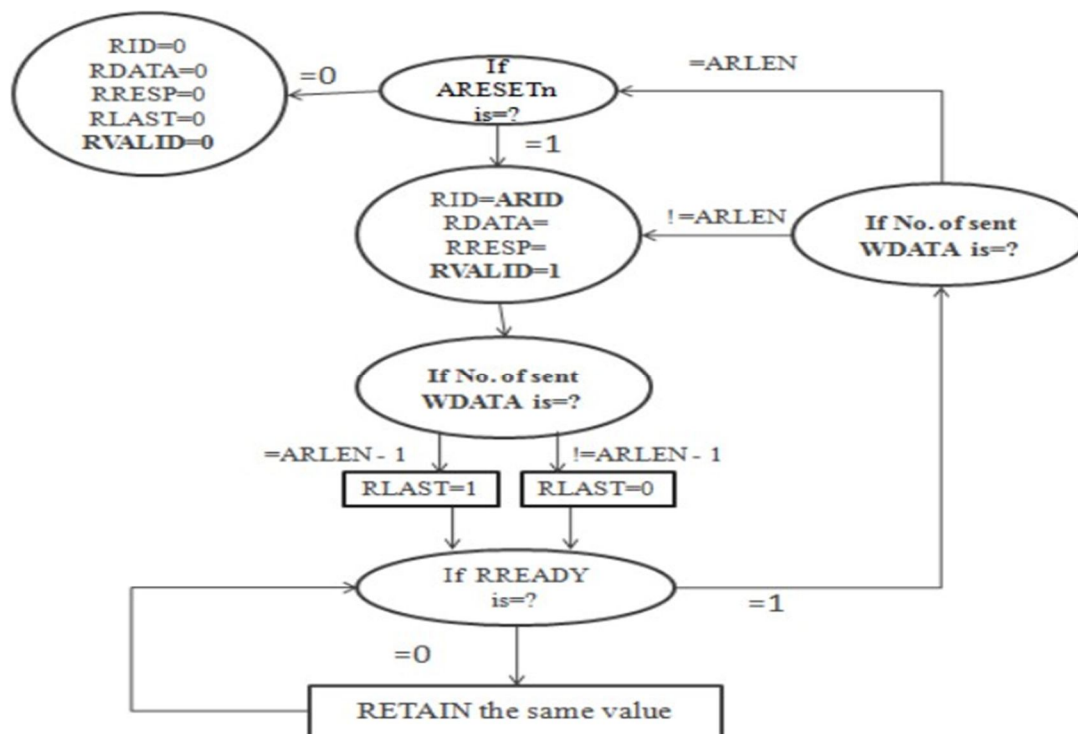 RID=0
RDATA=0
RRESP=0
RLAST=0
RVALID=0
=0
If
ARESETn
is=?
=ARLEN
=1
RID=ARID
RDATA=
RRESP=
RVALID=1
!=ARLEN
If No. of sent
WDATA is=?
If No. of sent
WDATA is=?
=ARLEN - 1
!=ARLEN - 1
RLAST=1
RLAST=0
If RREADY
is=?
=1
=0
RETAIN the same value